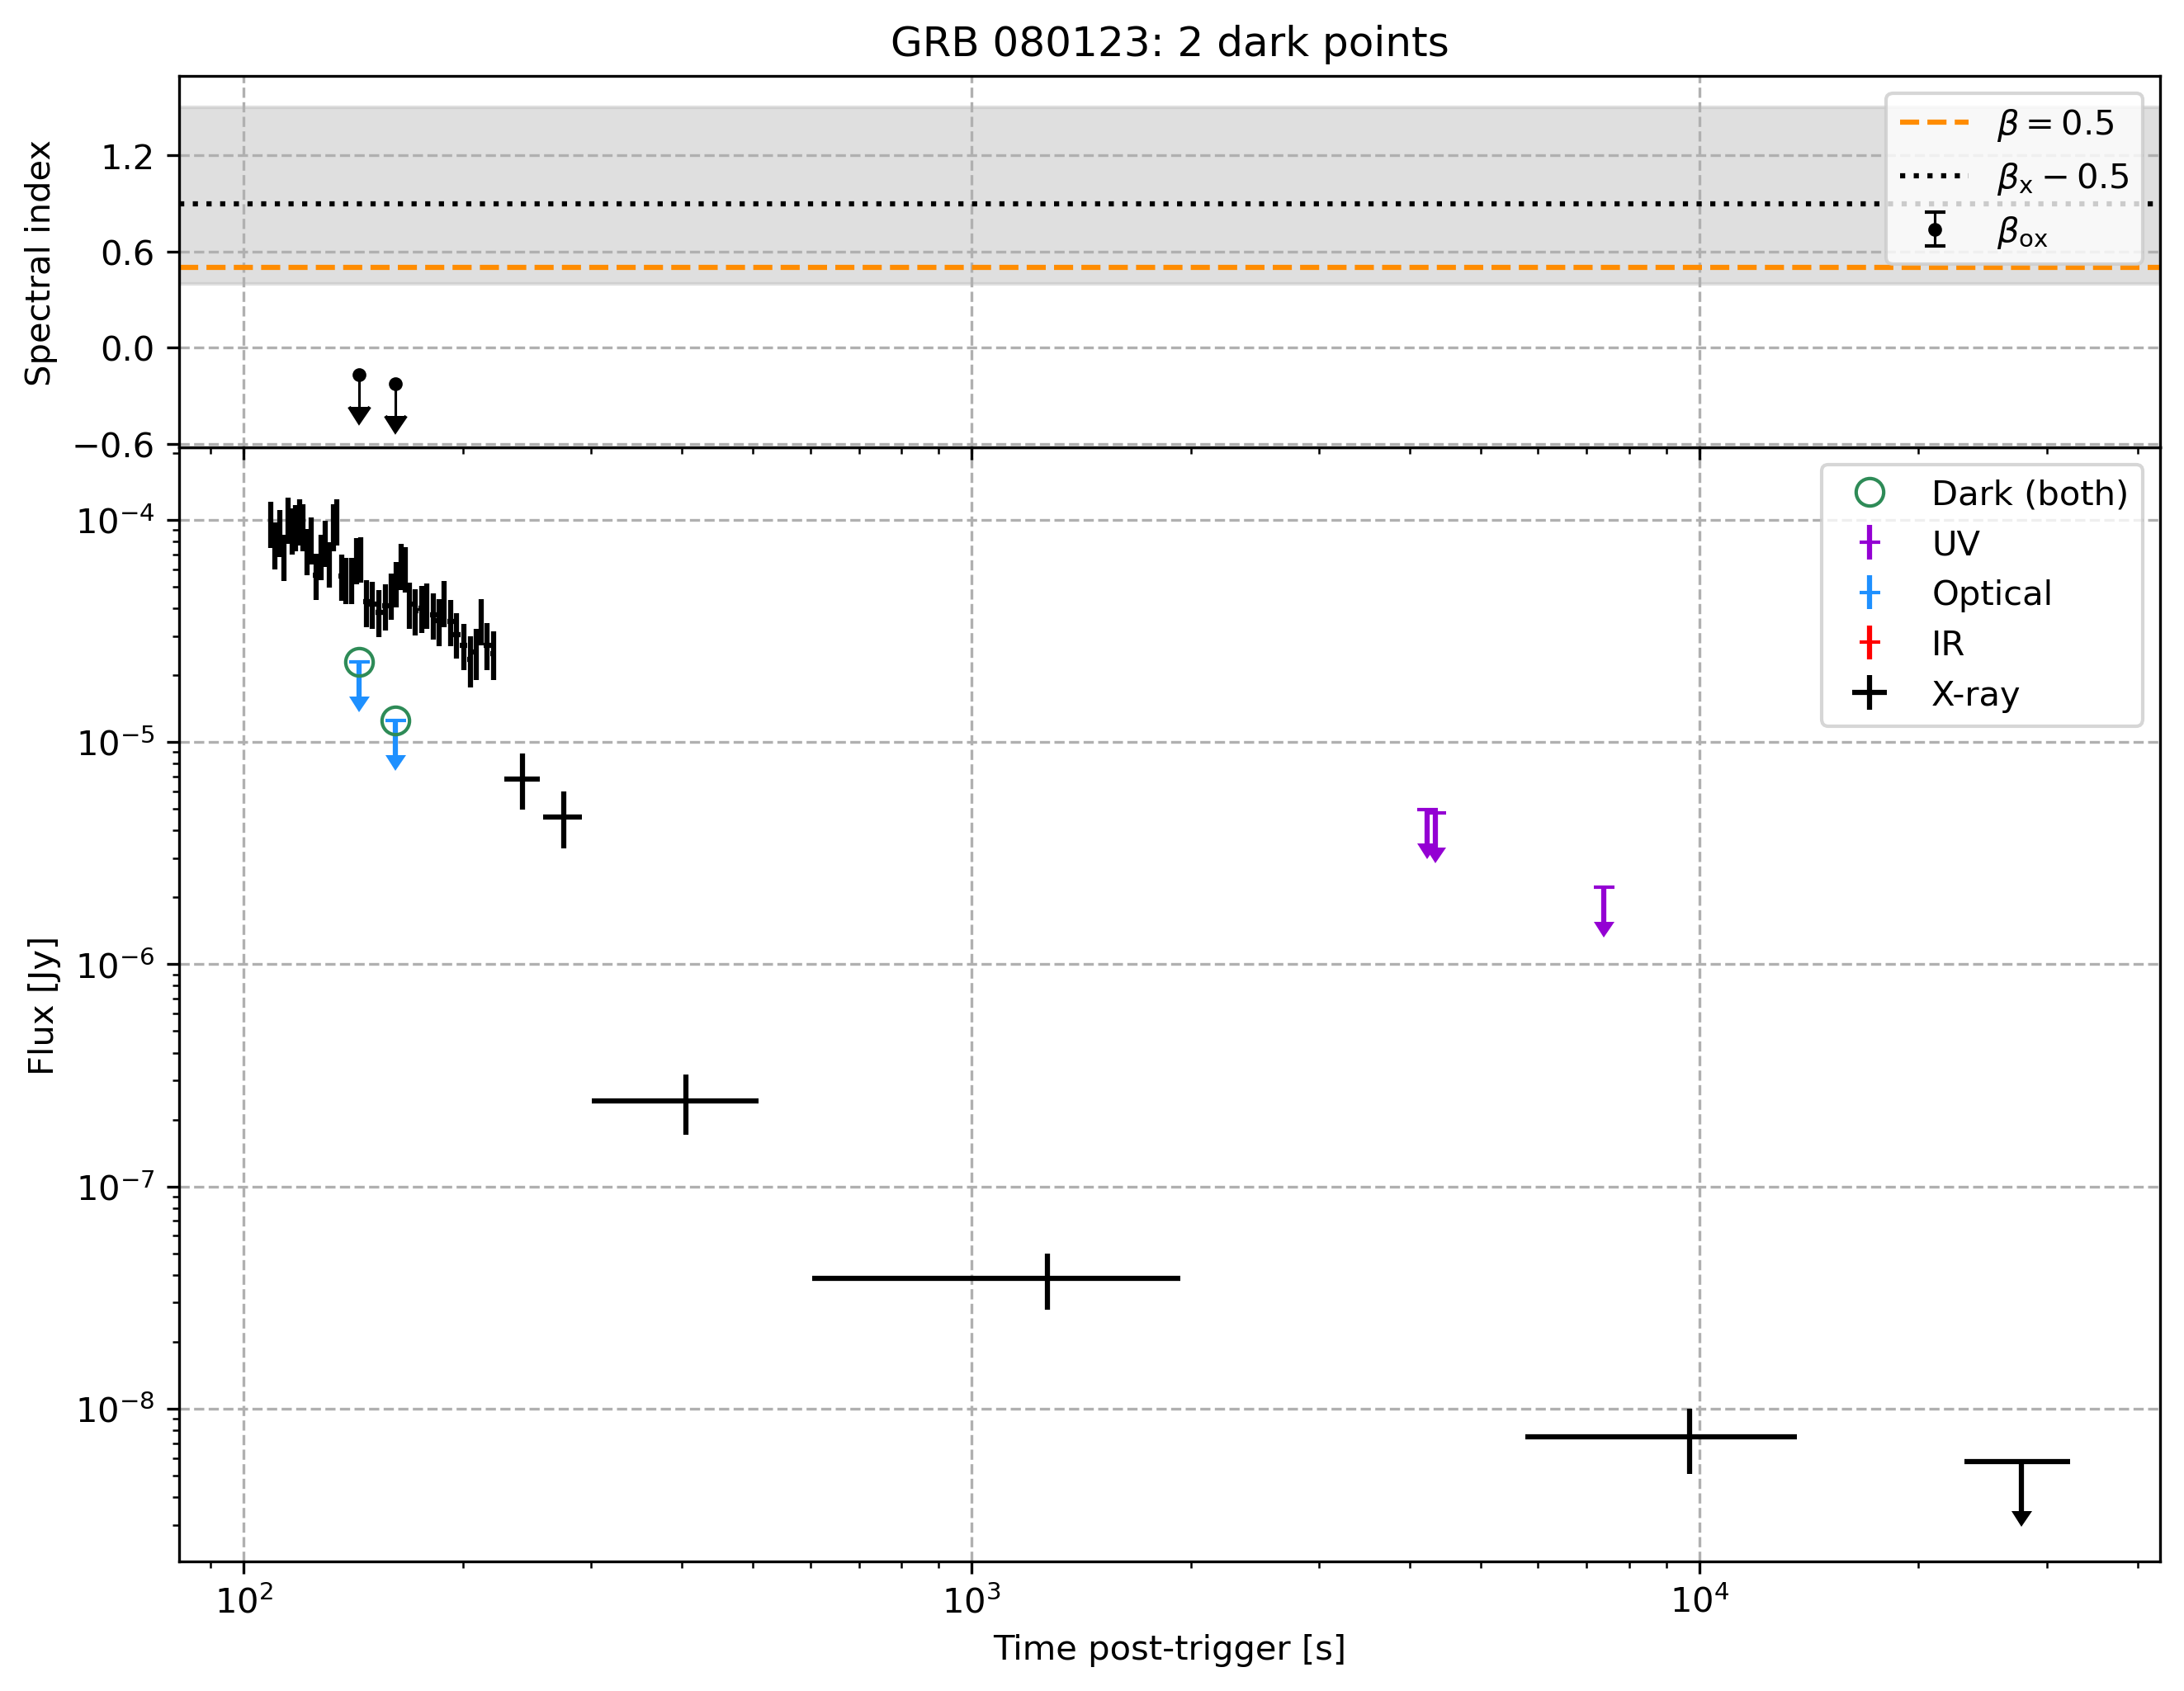 GRB 080123: 2 dark points
Spectral index
1.2
0.6
0.0
−0.6
β = 0.5
βₓ − 0.5
βₒₓ
Flux [Jy]
10⁻⁴
10⁻⁵
10⁻⁶
10⁻⁷
10⁻⁸
Dark (both)
UV
Optical
IR
X-ray
10² 10³ 10⁴
Time post-trigger [s]